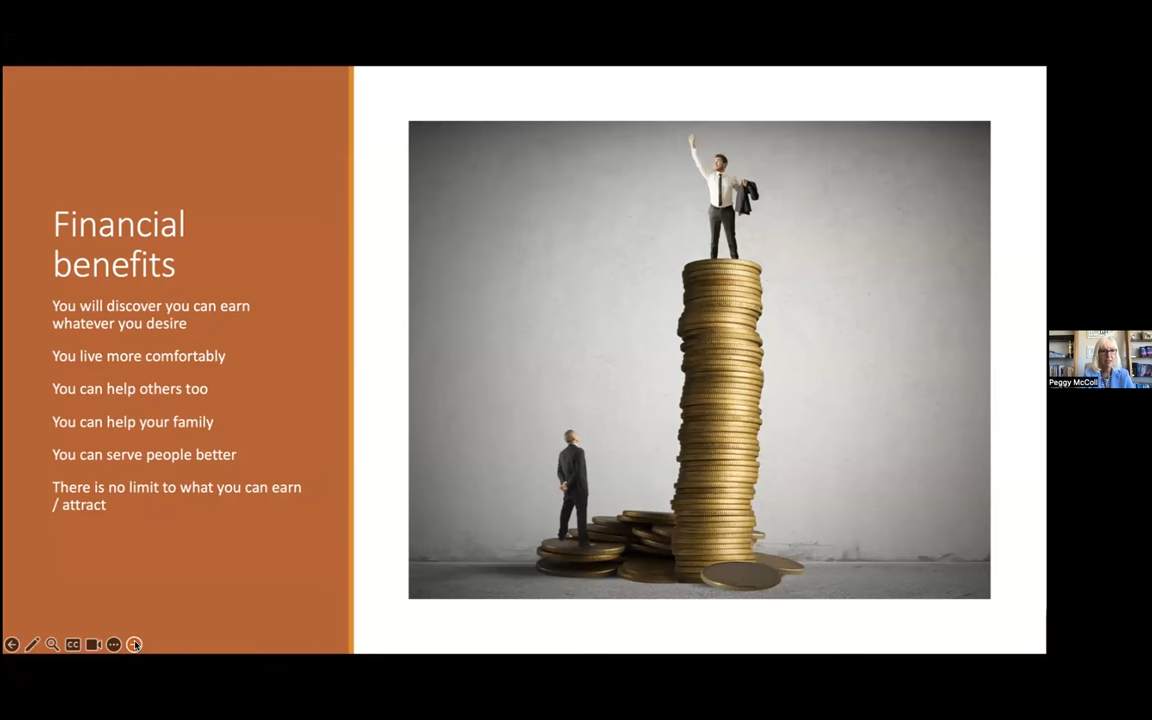 Financial
benefits
You will discover you can earn
whatever you desire
You live more comfortably
You can help others too
You can help your family
You can serve people better
There is no limit to what you can earn
/ attract
CC
Peggy McColl